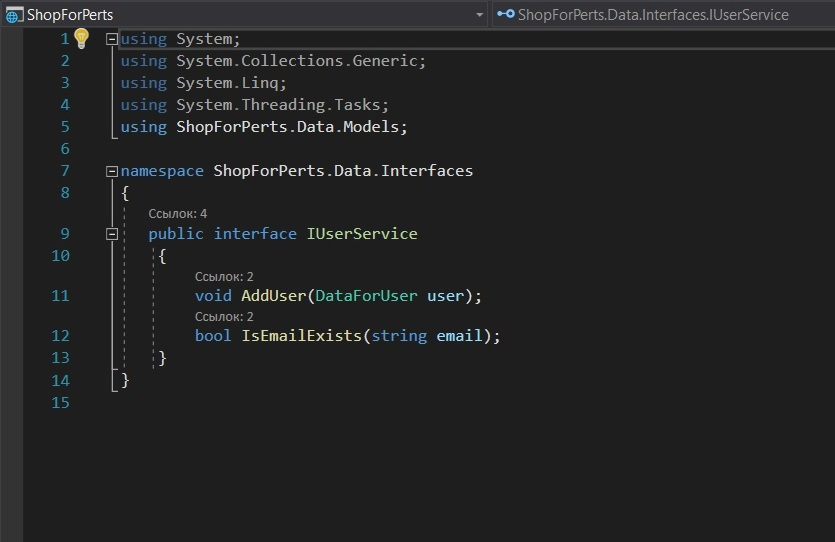 ShopForPerts ShopForPerts.Data.Interfaces.IUserService
1 using System;
2 using System.Collections.Generic;
3 using System.Linq;
4 using System.Threading.Tasks;
5 using ShopForPerts.Data.Models;
6
7 namespace ShopForPerts.Data.Interfaces
8 {
Ссылок: 4
9 public interface IUserService
10 {
Ссылок: 2
11 void AddUser(DataForUser user);
Ссылок: 2
12 bool IsEmailExists(string email);
13 }
14 }
15